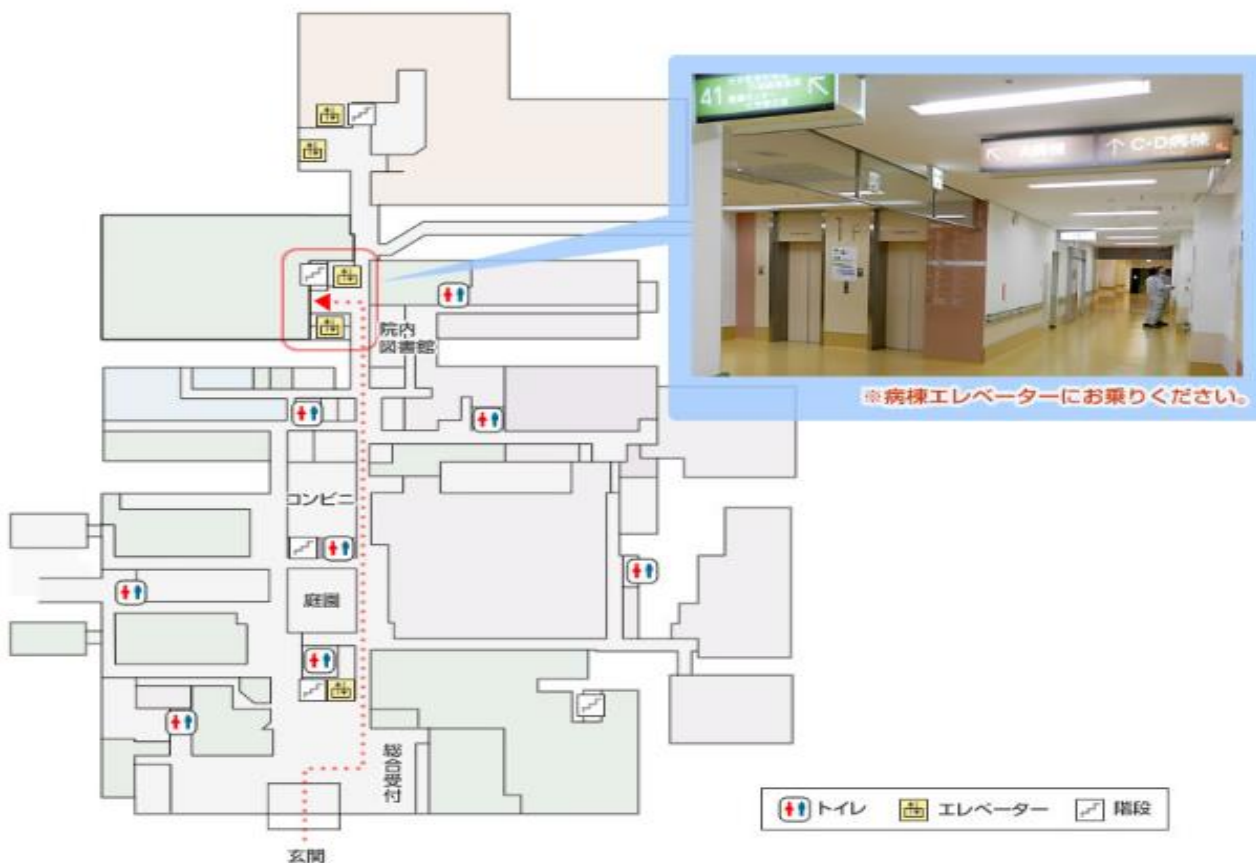 41
C・D病棟
※病棟エレベーターにお乗りください。
院内
図書館
コンビニ
庭園
総合受付
玄関
トイレ
エレベーター
階段